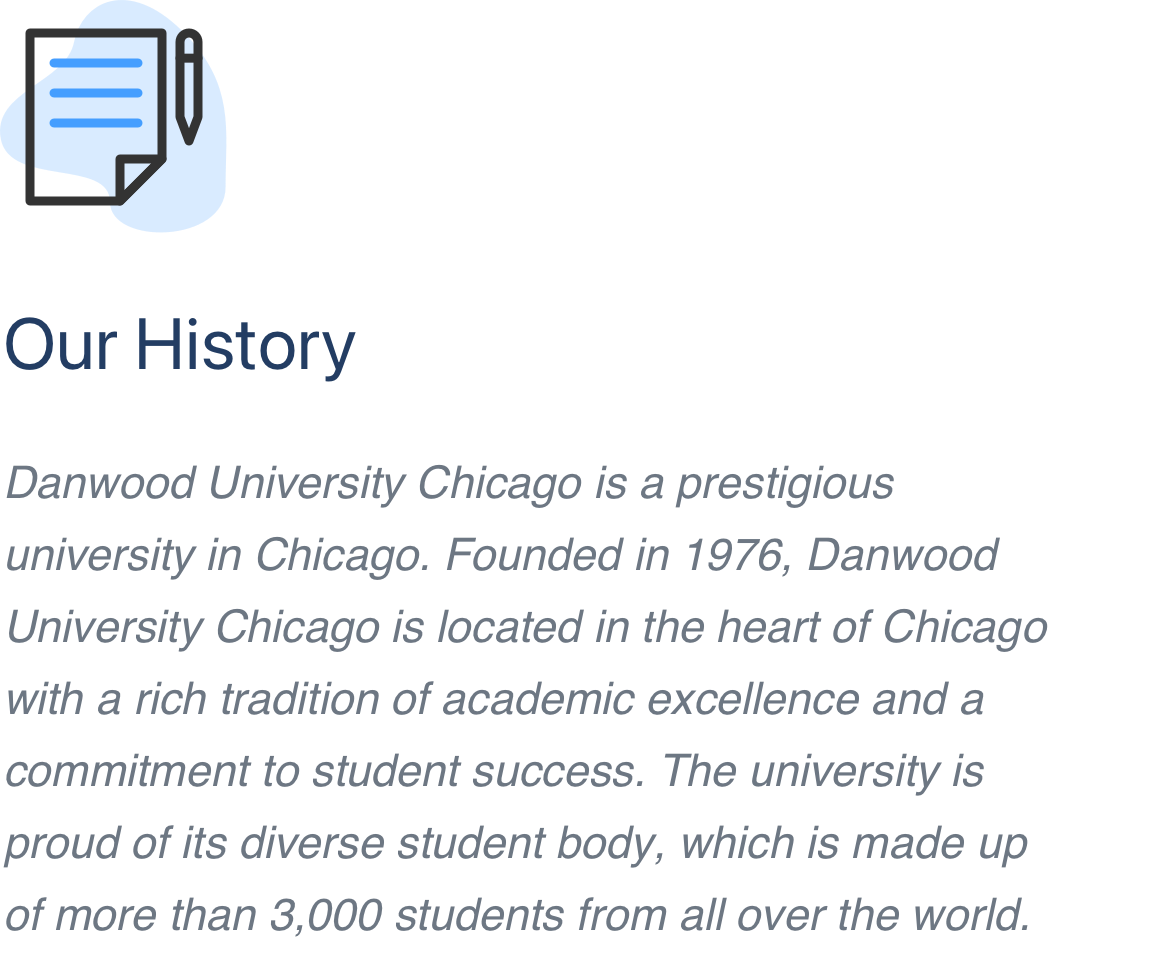 Our History
Danwood University Chicago is a prestigious
university in Chicago. Founded in 1976, Danwood
University Chicago is located in the heart of Chicago
with a rich tradition of academic excellence and a
commitment to student success. The university is
proud of its diverse student body, which is made up
of more than 3,000 students from all over the world.